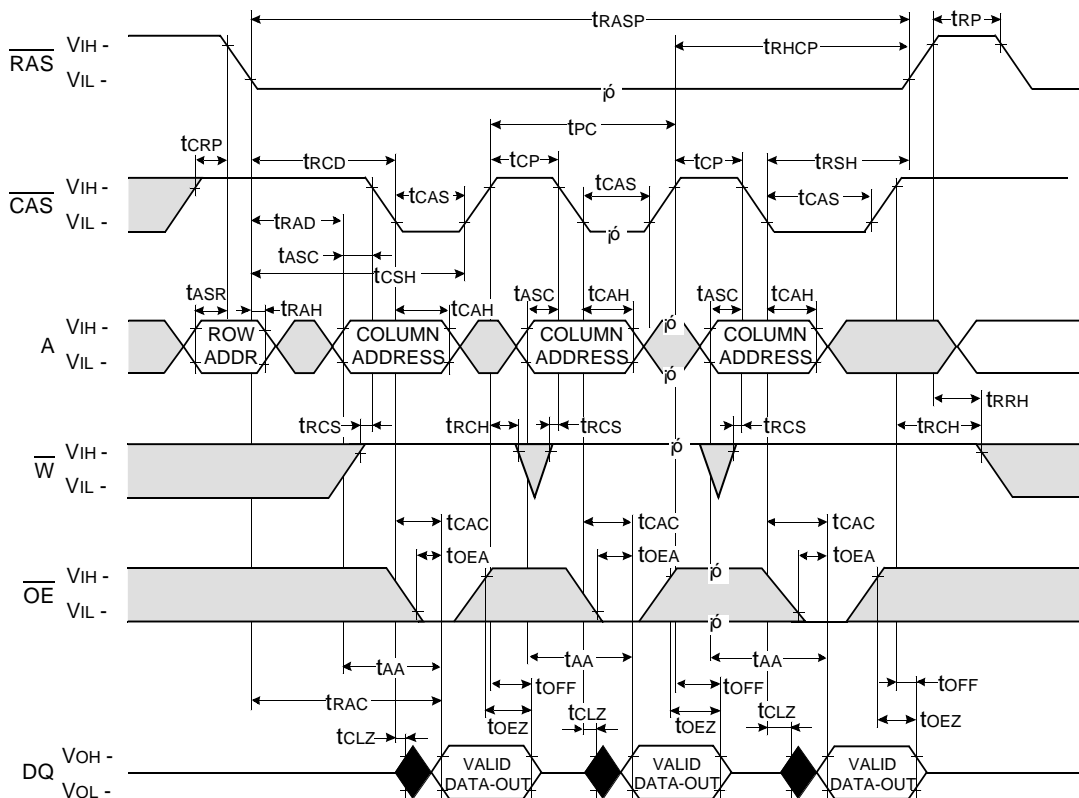 tRASP tRP
VIH - tRHCP
RAS
VIL -
¡ó
tCRP tPC
tRCD tCP tCP tRSH
VIH -
CAS tCAS tCAS tCAS
VIL -
tRAD ¡ó
tASC tCSH
tASR tRAH tCAH tASC tCAH tASC tCAH
VIH - ¡ó
A ROW ADDR COLUMN ADDRESS COLUMN ADDRESS COLUMN ADDRESS
VIL - ¡ó
tRRH
tRCS tRCH tRCS tRCS tRCH
VIH - ¡ó
W
VIL -
tCAC tCAC tCAC
tOEA tOEA tOEA
VIH - ¡ó
OE
VIL - ¡ó
tAA tAA tAA
tRAC tOFF tOFF tOFF
tCLZ tOEZ tCLZ tOEZ tCLZ tOEZ
VOH -
DQ VALID DATA-OUT VALID DATA-OUT VALID DATA-OUT
VOL -